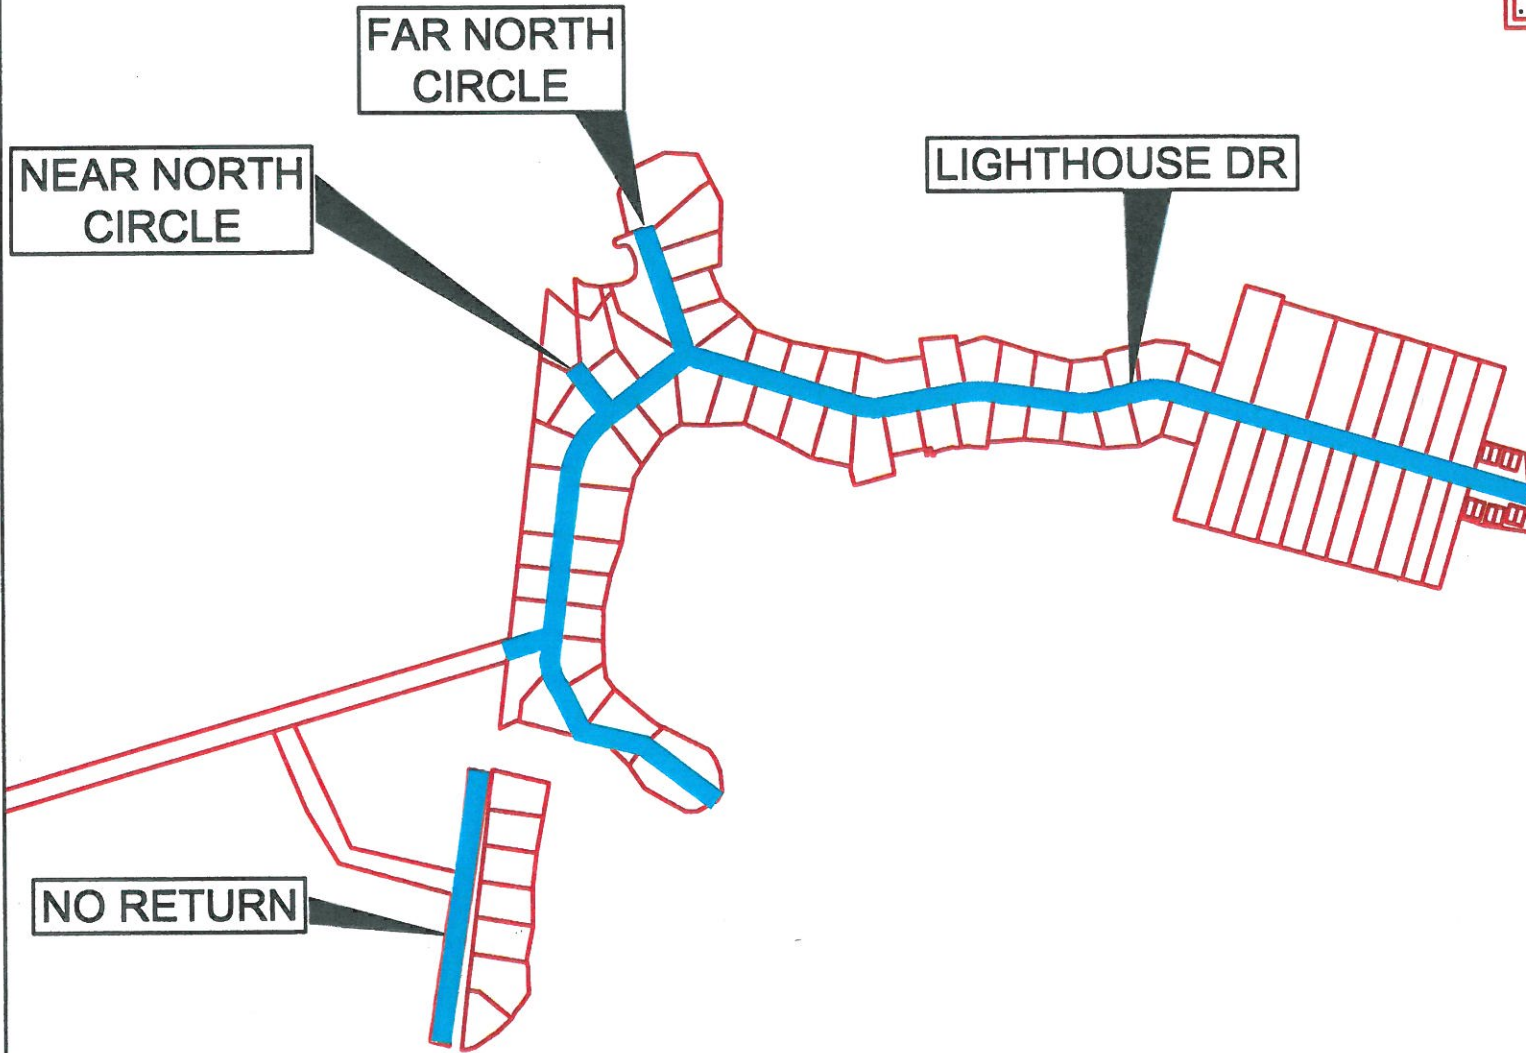 FAR NORTH
CIRCLE
NEAR NORTH
CIRCLE
LIGHTHOUSE DR
NO RETURN